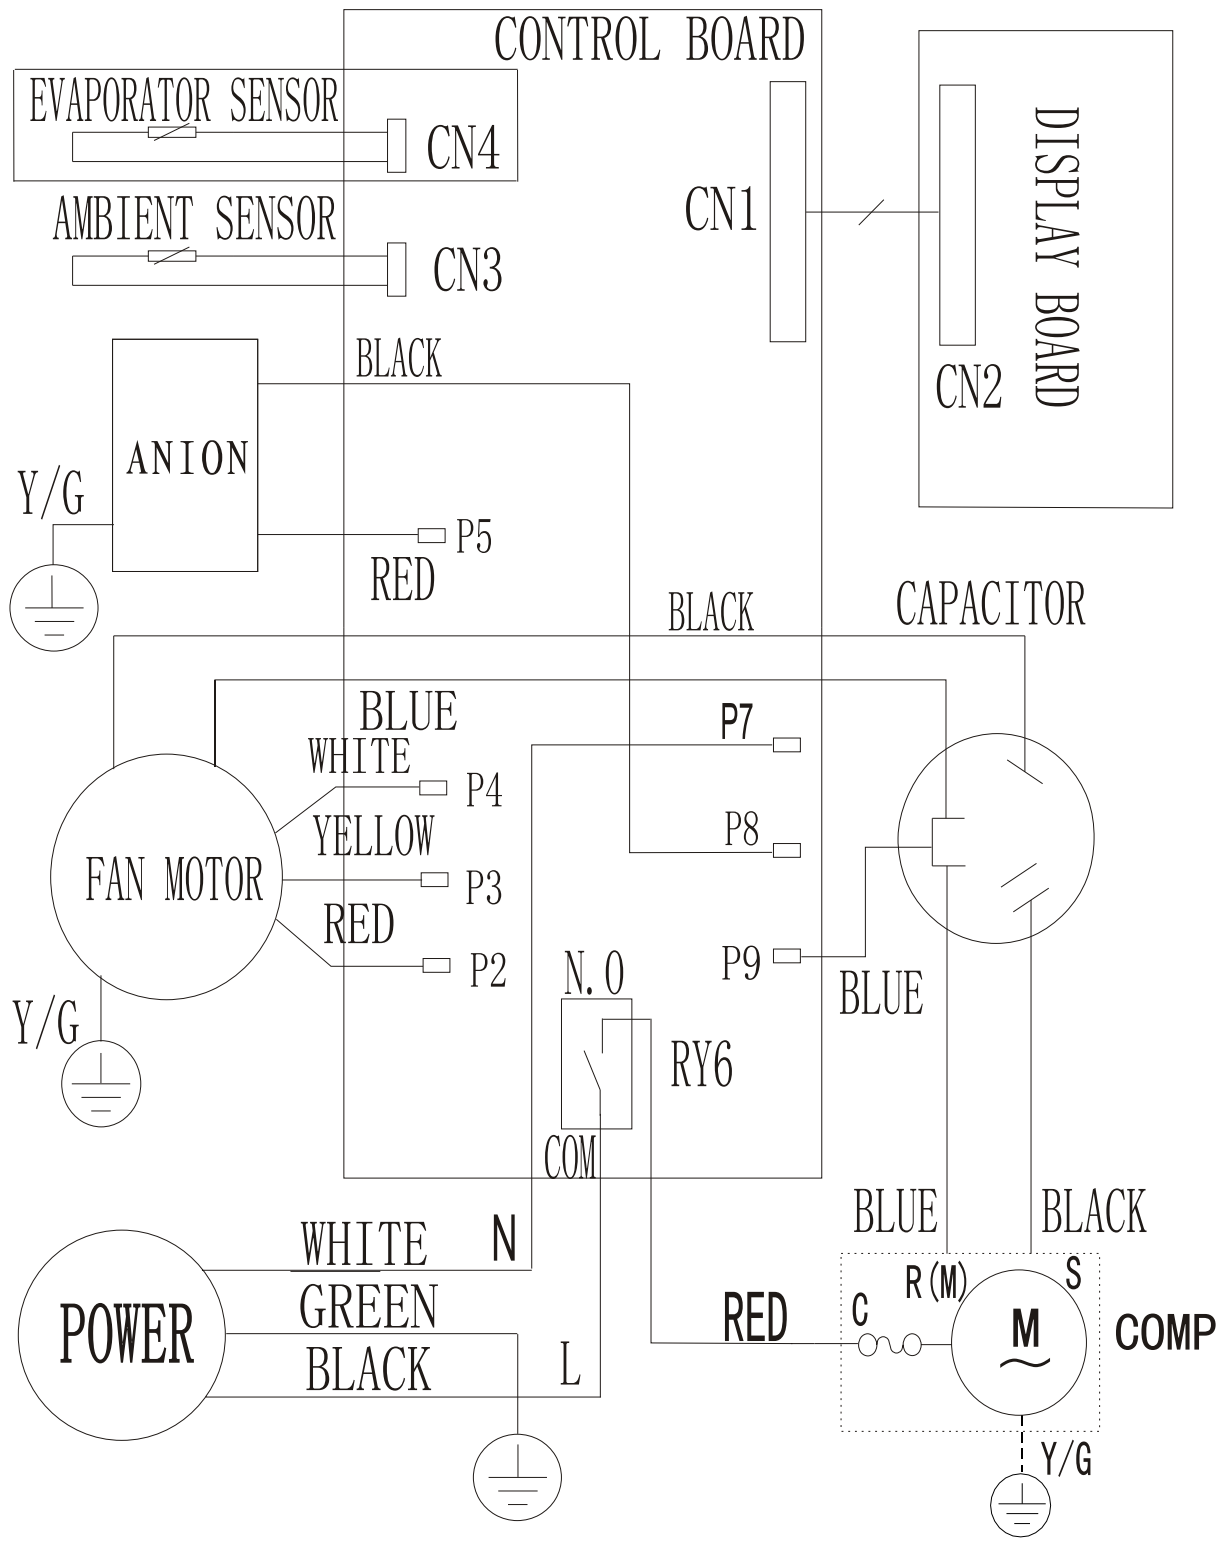 CONTROL BOARD
EVAPORATOR SENSOR
CN4
AMBIENT SENSOR
CN3
CN1
CN2
DISPLAY BOARD
BLACK
ANION
Y/G
P5
RED
BLACK
CAPACITOR
BLUE
WHITE
P4
YELLOW
P3
FAN MOTOR
RED
P2
Y/G
P7
P8
P9
BLUE
N.O
RY6
COM
WHITE N
GREEN
BLACK L
POWER
RED
BLUE
BLACK
R(M)
S
C
M
COMP
Y/G